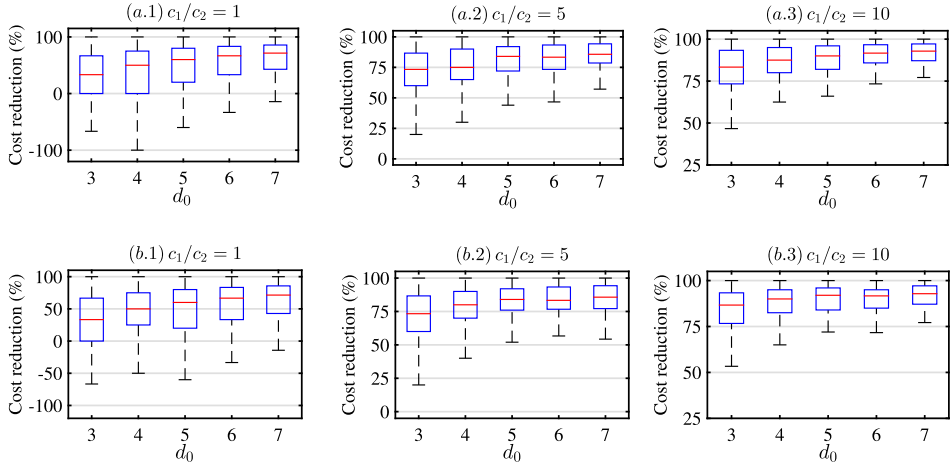 (a.1) c₁/c₂ = 1
Cost reduction (%)
100
0
-100
3 4 5 6 7
d₀
(a.2) c₁/c₂ = 5
Cost reduction (%)
100
75
50
25
0
3 4 5 6 7
d₀
(a.3) c₁/c₂ = 10
Cost reduction (%)
100
75
50
25
3 4 5 6 7
d₀
(b.1) c₁/c₂ = 1
Cost reduction (%)
100
50
0
-100
3 4 5 6 7
d₀
(b.2) c₁/c₂ = 5
Cost reduction (%)
100
75
50
25
0
3 4 5 6 7
d₀
(b.3) c₁/c₂ = 10
Cost reduction (%)
100
50
25
3 4 5 6 7
d₀